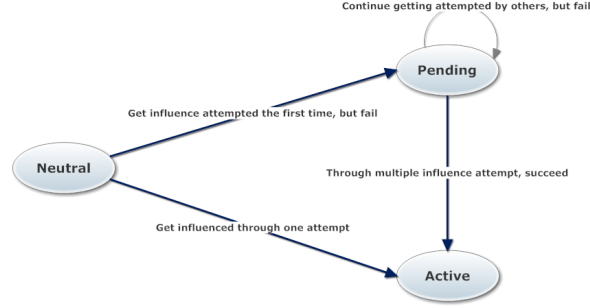 Continue getting attempted by others, but fail
Pending
Get influence attempted the first time, but fail
Neutral
Through multiple influence attempt, succeed
Get influenced through one attempt
Active